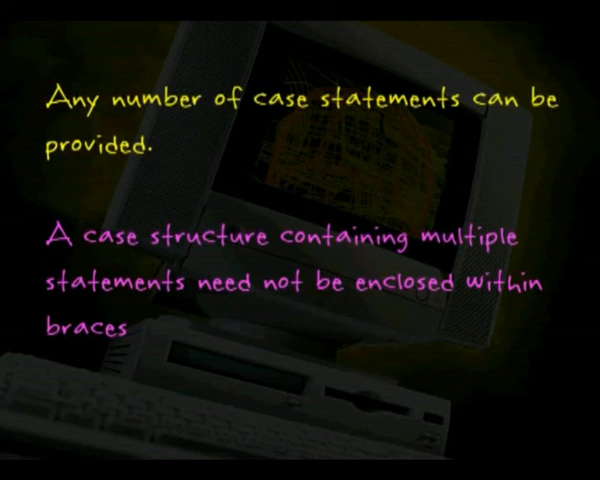 Any number of case statements can be
provided.
A case structure containing multiple
statements need not be enclosed within
braces